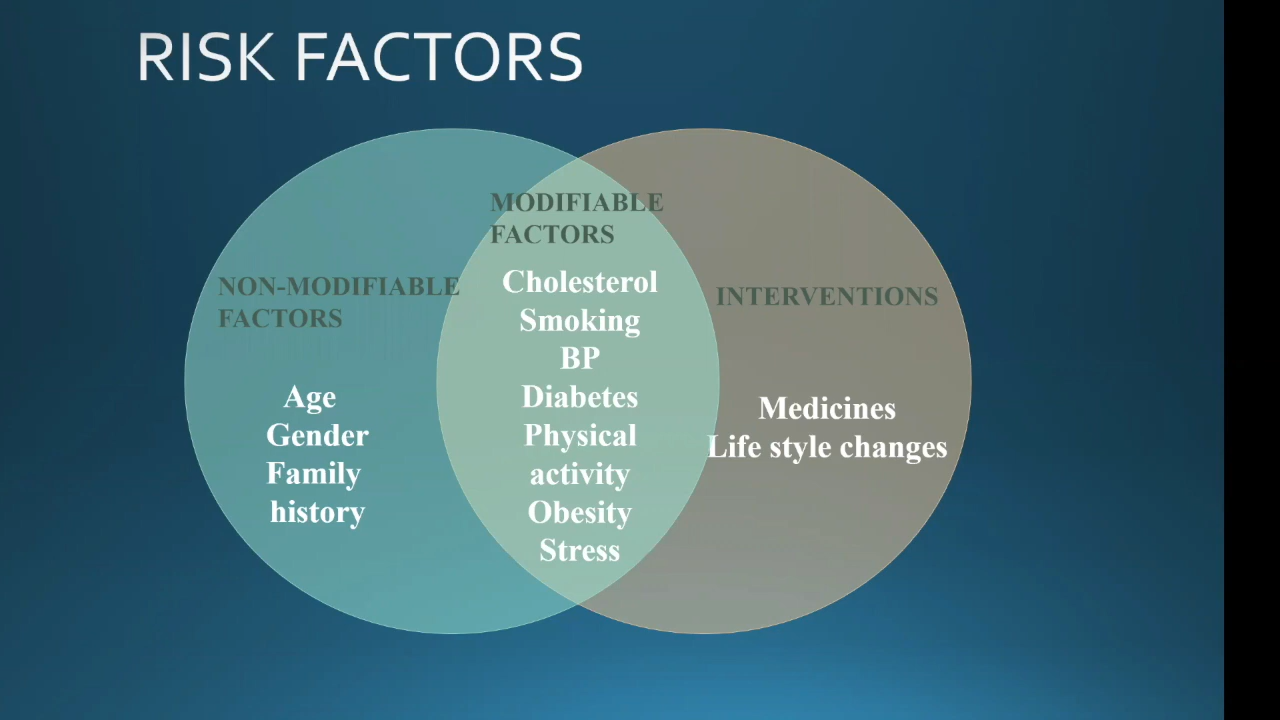 RISK FACTORS
NON-MODIFIABLE
FACTORS
Age
Gender
Family
history
MODIFIABLE
FACTORS
Cholesterol
Smoking
BP
Diabetes
Physical
activity
Obesity
Stress
INTERVENTIONS
Medicines
Life style changes